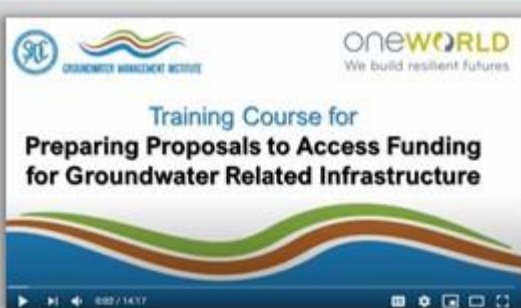 SADC
GROUNDWATER MANAGEMENT INSTITUTE
oneWORLD
We build resilient futures
Training Course for
Preparing Proposals to Access Funding
for Groundwater Related Infrastructure
0:02 / 14:17